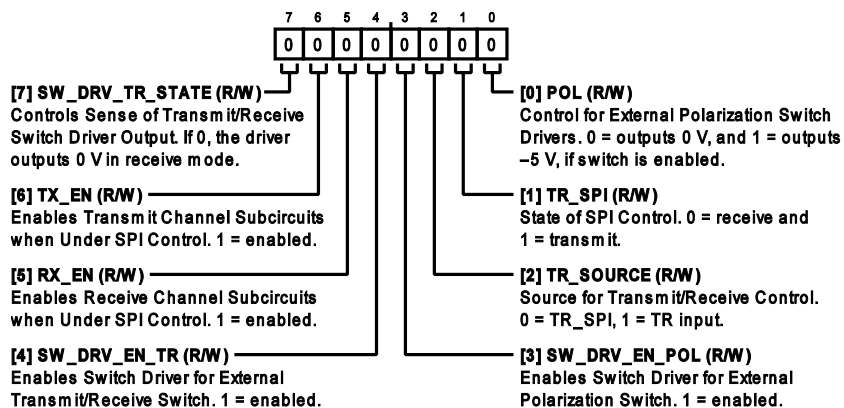 7 6 5 4 3 2 1 0
0 0 0 0 0 0 0 0
[7] SW_DRV_TR_STATE (R/W)
Controls Sense of Transmit/Receive
Switch Driver Output. If 0, the driver
outputs 0 V in receive mode.
[6] TX_EN (R/W)
Enables Transmit Channel Subcircuits
when Under SPI Control. 1 = enabled.
[5] RX_EN (R/W)
Enables Receive Channel Subcircuits
when Under SPI Control. 1 = enabled.
[4] SW_DRV_EN_TR (R/W)
Enables Switch Driver for External
Transmit/Receive Switch. 1 = enabled.
[0] POL (R/W)
Control for External Polarization Switch
Drivers. 0 = outputs 0 V, and 1 = outputs
–5 V, if switch is enabled.
[1] TR_SPI (R/W)
State of SPI Control. 0 = receive and
1 = transmit.
[2] TR_SOURCE (R/W)
Source for Transmit/Receive Control.
0 = TR_SPI, 1 = TR input.
[3] SW_DRV_EN_POL (R/W)
Enables Switch Driver for External
Polarization Switch. 1 = enabled.